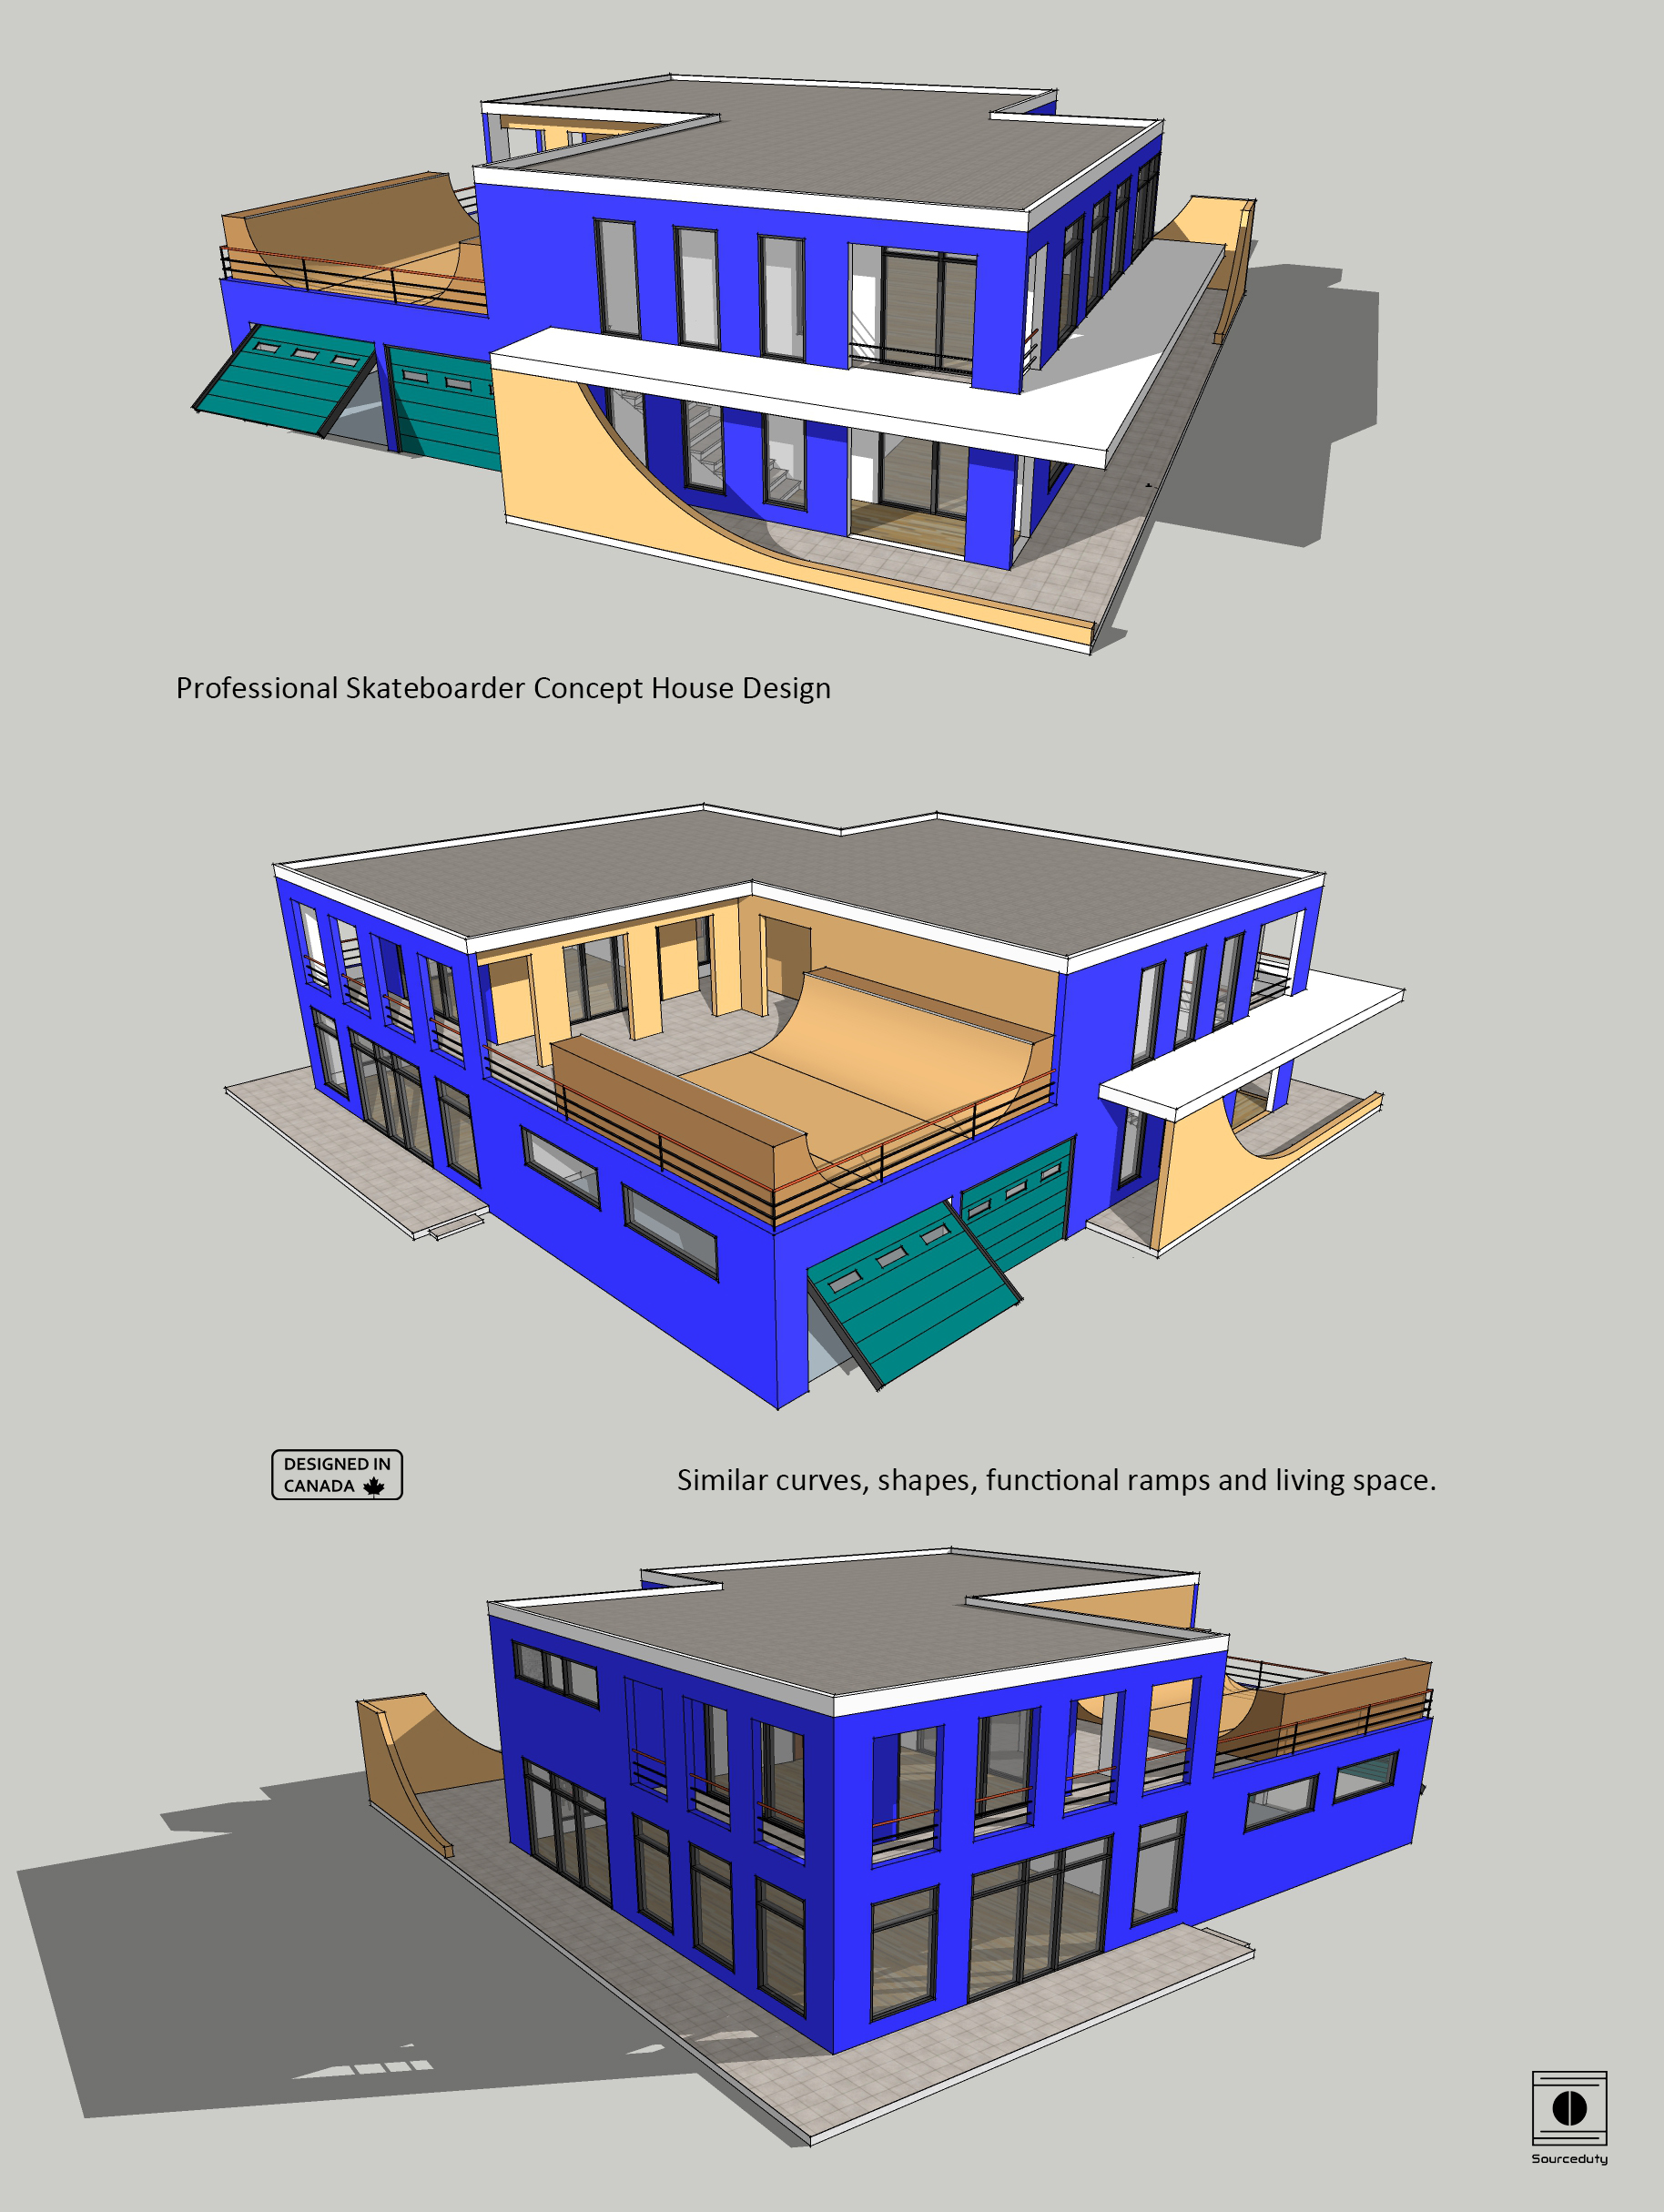 Professional Skateboarder Concept House Design
DESIGNED IN
CANADA
Similar curves, shapes, functional ramps and living space.
Sourceduty